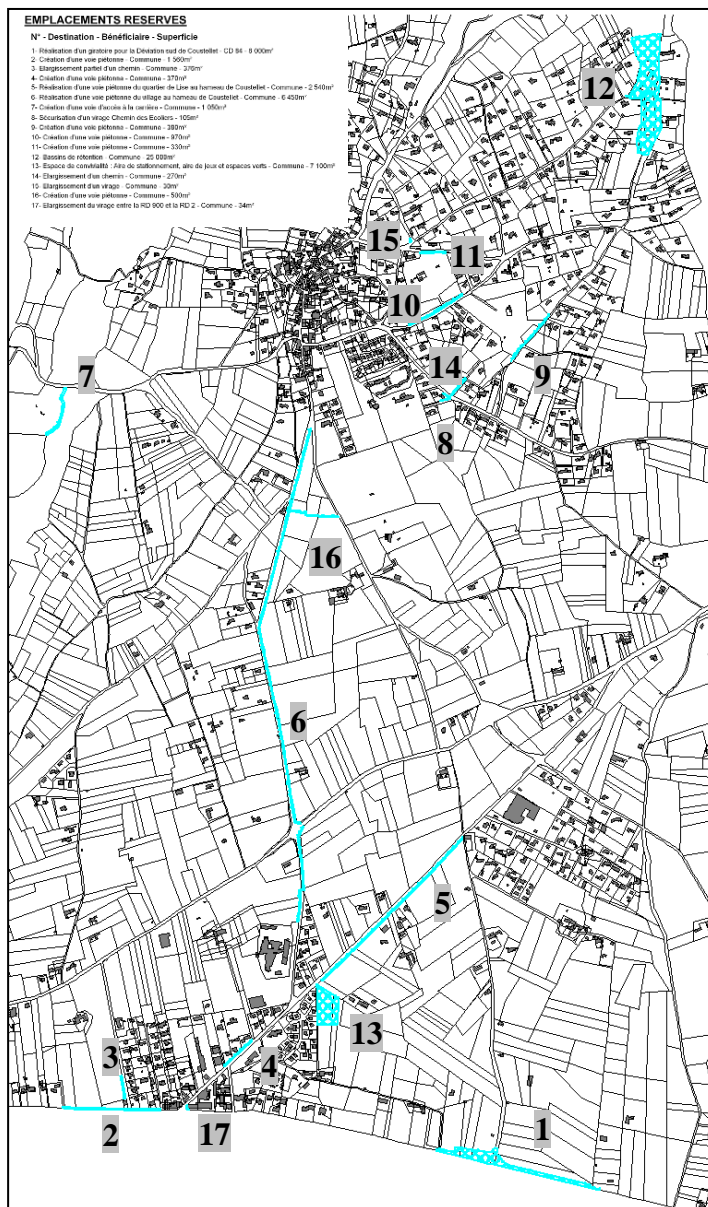 EMPLACEMENTS RESERVES
N° - Destination - Bénéficiaire - Superficie
1- Réalisation d'un giratoire pour la Déviation sud de Coustellet - CD 84 - 8 000m²
2- Création d'une voie piétonne - Commune - 1 560m²
3- Elargissement partiel d'un chemin - Commune - 376m²
4- Création d'une voie piétonne - Commune - 370m²
5- Réalisation d'une voie piétonne du quartier de Lise au hameau de Coustellet - Commune - 2 540m²
6- Réalisation d'une voie piétonne du village au hameau de Coustellet - Commune - 6 450m²
7- Création d'une voie d'accès à la carrière - Commune - 1 050m²
8- Sécurisation d'un virage Chemin des Ecoliers - 105m²
9- Création d'une voie piétonne - Commune - 380m²
10- Création d'une voie piétonne - Commune - 970m²
11- Création d'une voie piétonne - Commune - 330m²
12- Bassins de rétention - Commune - 25 000m²
13- Espace de convivialité : Aire de stationnement, aire de jeux et espaces verts - Commune - 7 100m²
14- Elargissement d'un chemin - Commune - 270m²
15- Elargissement d'un virage - Commune - 30m²
16- Création d'une voie piétonne - Commune - 500m²
17- Elargissement du virage entre la RD 900 et la RD 2 - Commune - 34m²
12
15
11
10
7
14
9
8
16
6
5
13
3
4
2
17
1